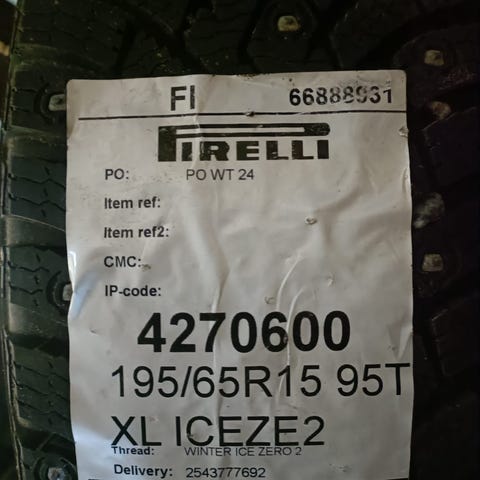 FI 66888931
PIRELLI
PO: PO WT 24
Item ref:
Item ref2:
CMC:
IP-code:
4270600
195/65R15 95T
XL ICEZE2
Thread: WINTER ICE ZERO 2
Delivery: 2543777692